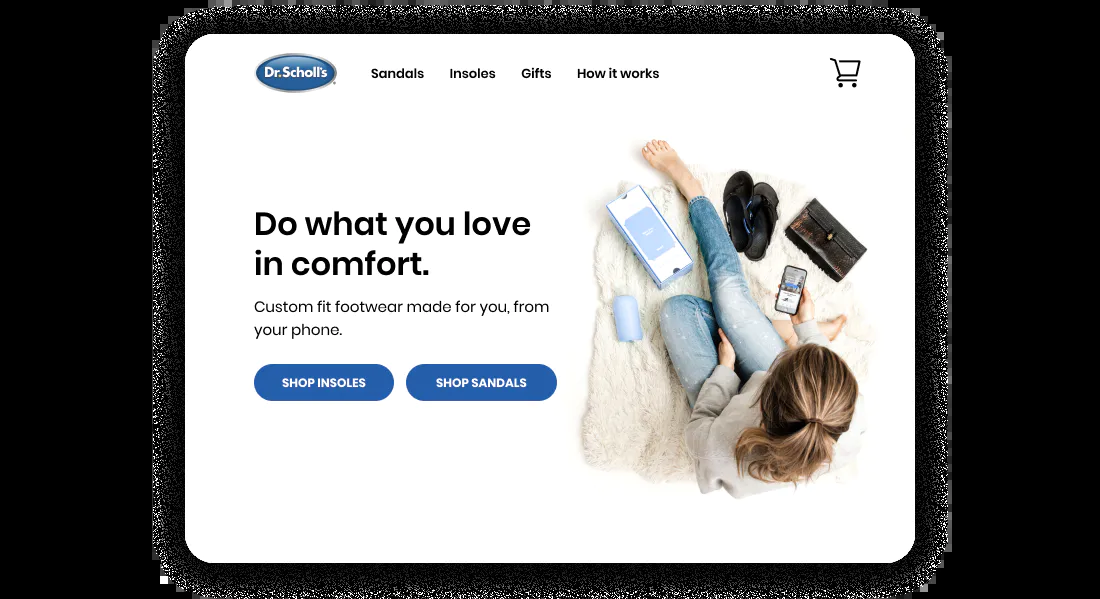 Dr. Scholl's
Sandals
Insoles
Gifts
How it works
Do what you love
in comfort.
Custom fit footwear made for you, from
your phone.
SHOP INSOLES
SHOP SANDALS